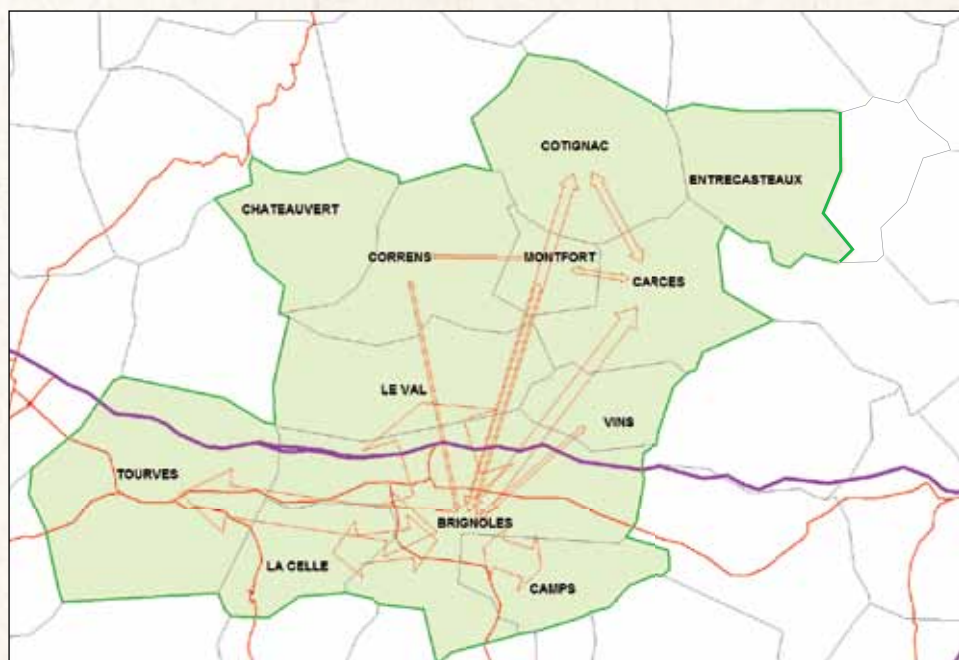 COTIGNAC
ENTRECASTEAUX
CHATEAUVERT
CORRENS
MONTFORT
CARCES
LE VAL
VINS
TOURVES
BRIGNOLES
LA CELLE
CAMPS